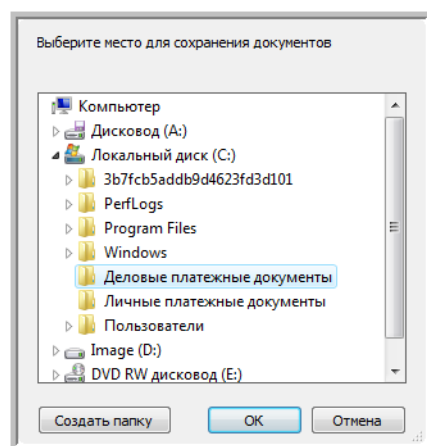 Выберите место для сохранения документов
Компьютер
Дисковод (A:)
Локальный диск (C:)
3b7fcb5addb9d4623fd3d101
PerfLogs
Program Files
Windows
Деловые платежные документы
Личные платежные документы
Пользователи
Image (D:)
DVD RW дисковод (E:)
Создать папку
ОК
Отмена